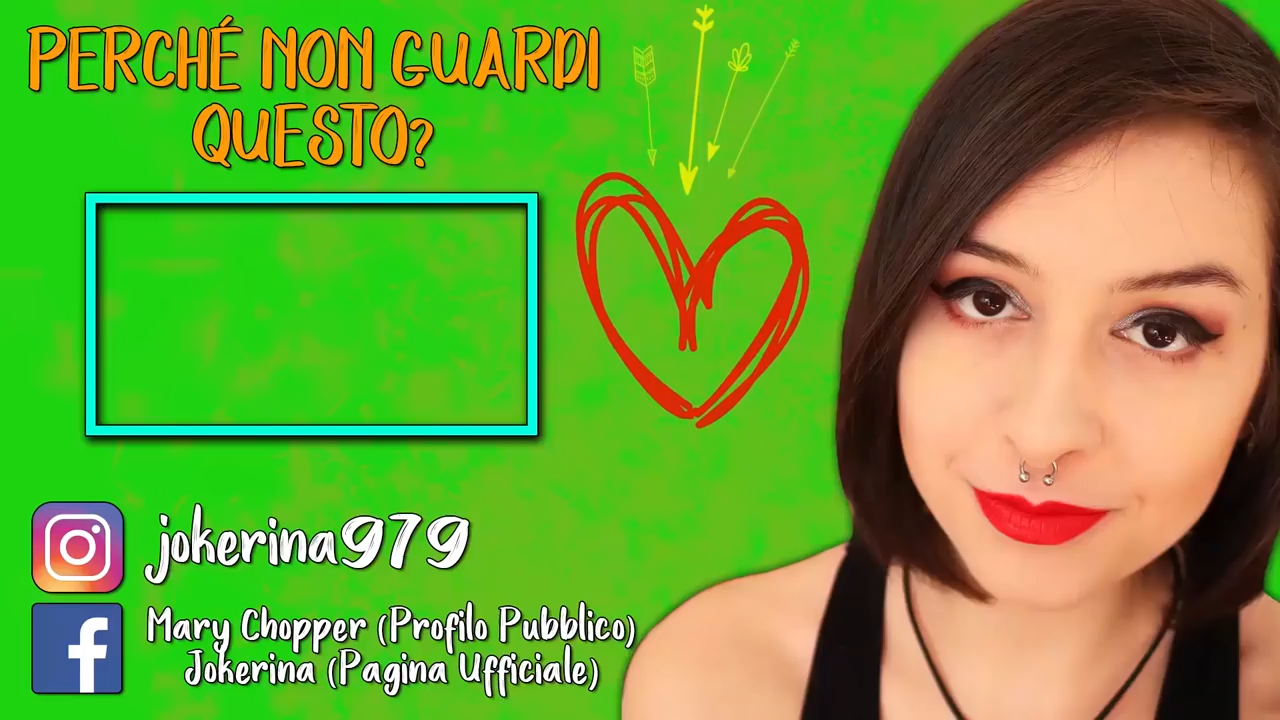 PERCHÉ NON GUARDI
QUESTO?
jokerina979
Mary Chopper (Profilo Pubblico)
Jokerina (Pagina Ufficiale)